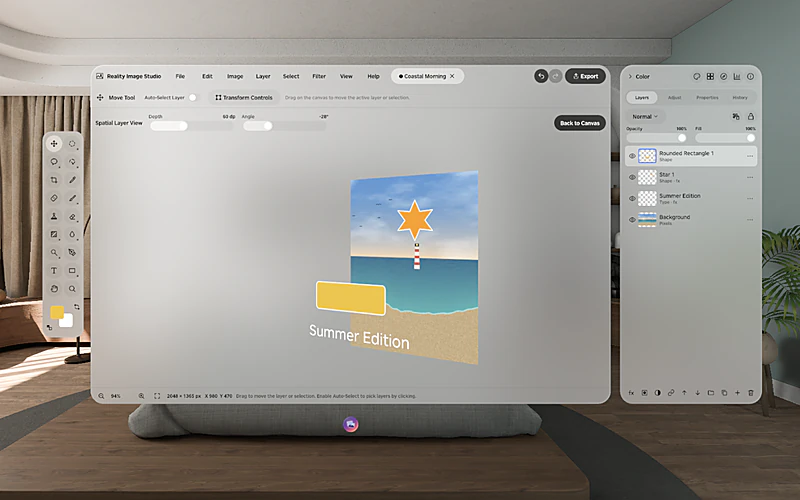 Reality Image Studio File Edit Image Layer Select Filter View Help Coastal Morning Export
Move Tool Auto-Select Layer Transform Controls Drag on the canvas to move the active layer or selection.
Spatial Layer View Depth 60 dp Angle -28° Back to Canvas
Summer Edition
94% 2048 × 1363 px X 580 Y 470 Drag to move the layer or selection. Enable Auto-Select to pick layers by clicking.
T
Color
Layers Adjust Properties History
Normal
Opacity 100% Fill 100%
Rounded Rectangle 1
Shape
Star 1
Shape · fx
Summer Edition
Type · fx
Background
Pixels
fx